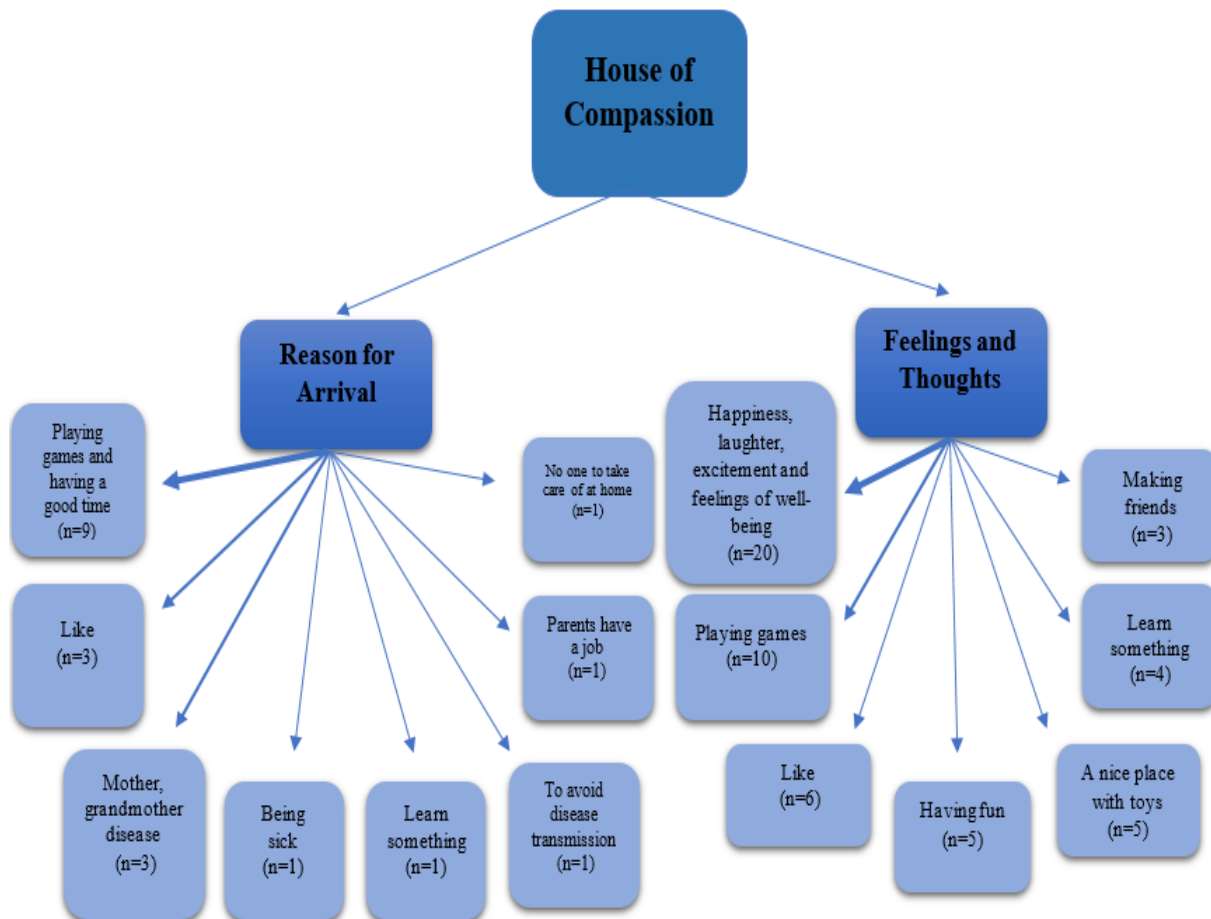 House of
Compassion
Reason for
Arrival
Feelings and
Thoughts
Playing
games and
having a
good time
(n=9)
Like
(n=3)
Mother,
grandmother
disease
(n=3)
Being
sick
(n=1)
Learn
something
(n=1)
To avoid
disease
transmission
(n=1)
Parents have
a job
(n=1)
No one to take
care of at home
(n=1)
Happiness,
laughter,
excitement and
feelings of well-
being
(n=20)
Playing games
(n=10)
Like
(n=6)
Having fun
(n=5)
A nice place
with toys
(n=5)
Learn
something
(n=4)
Making
friends
(n=3)